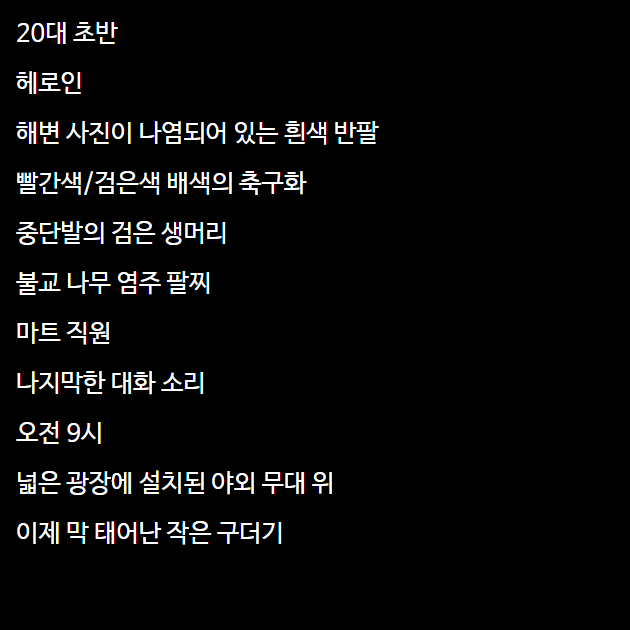 20대 초반
헤로인
해변 사진이 나염되어 있는 흰색 반팔
빨간색/검은색 배색의 축구화
중단발의 검은 생머리
불교 나무 염주 팔찌
마트 직원
나지막한 대화 소리
오전 9시
넓은 광장에 설치된 야외 무대 위
이제 막 태어난 작은 구더기